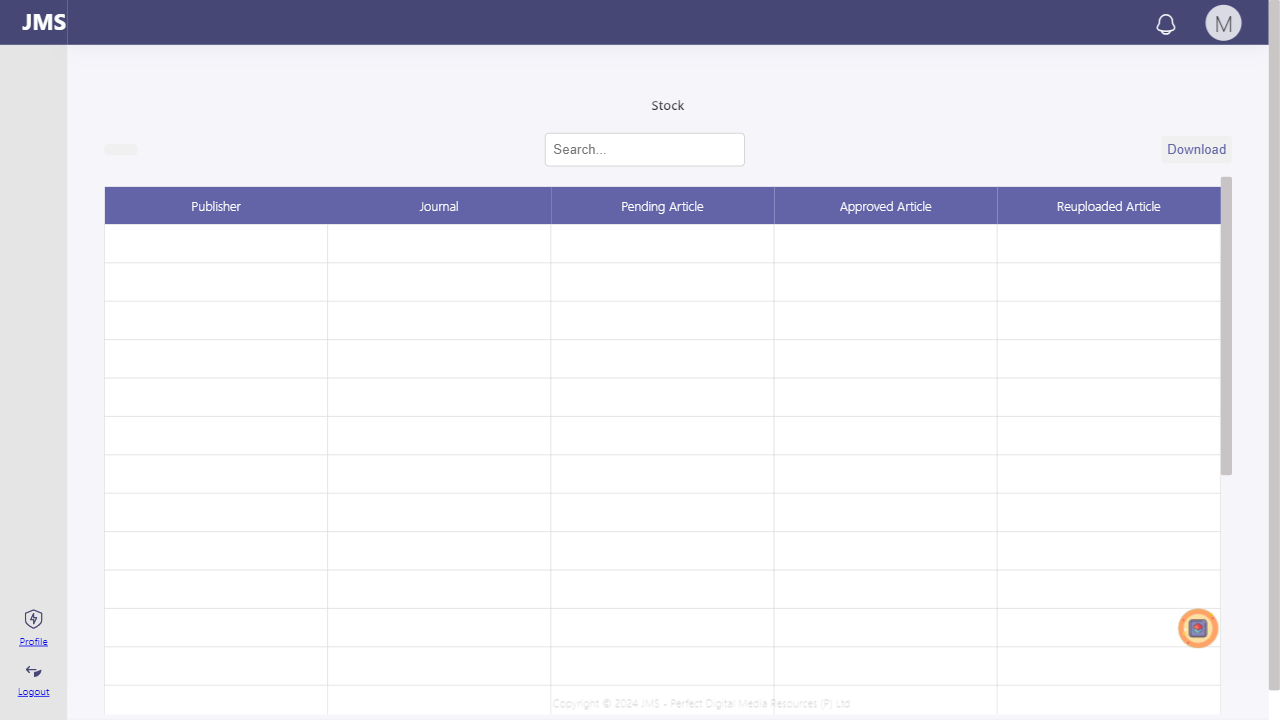 JMS
M
Stock
Search...
Download
Publisher Journal Pending Article Approved Article Reuploaded Article
Profile
Logout
Copyright © 2024 JMS - Perfect Digital Media Resources (P) Ltd